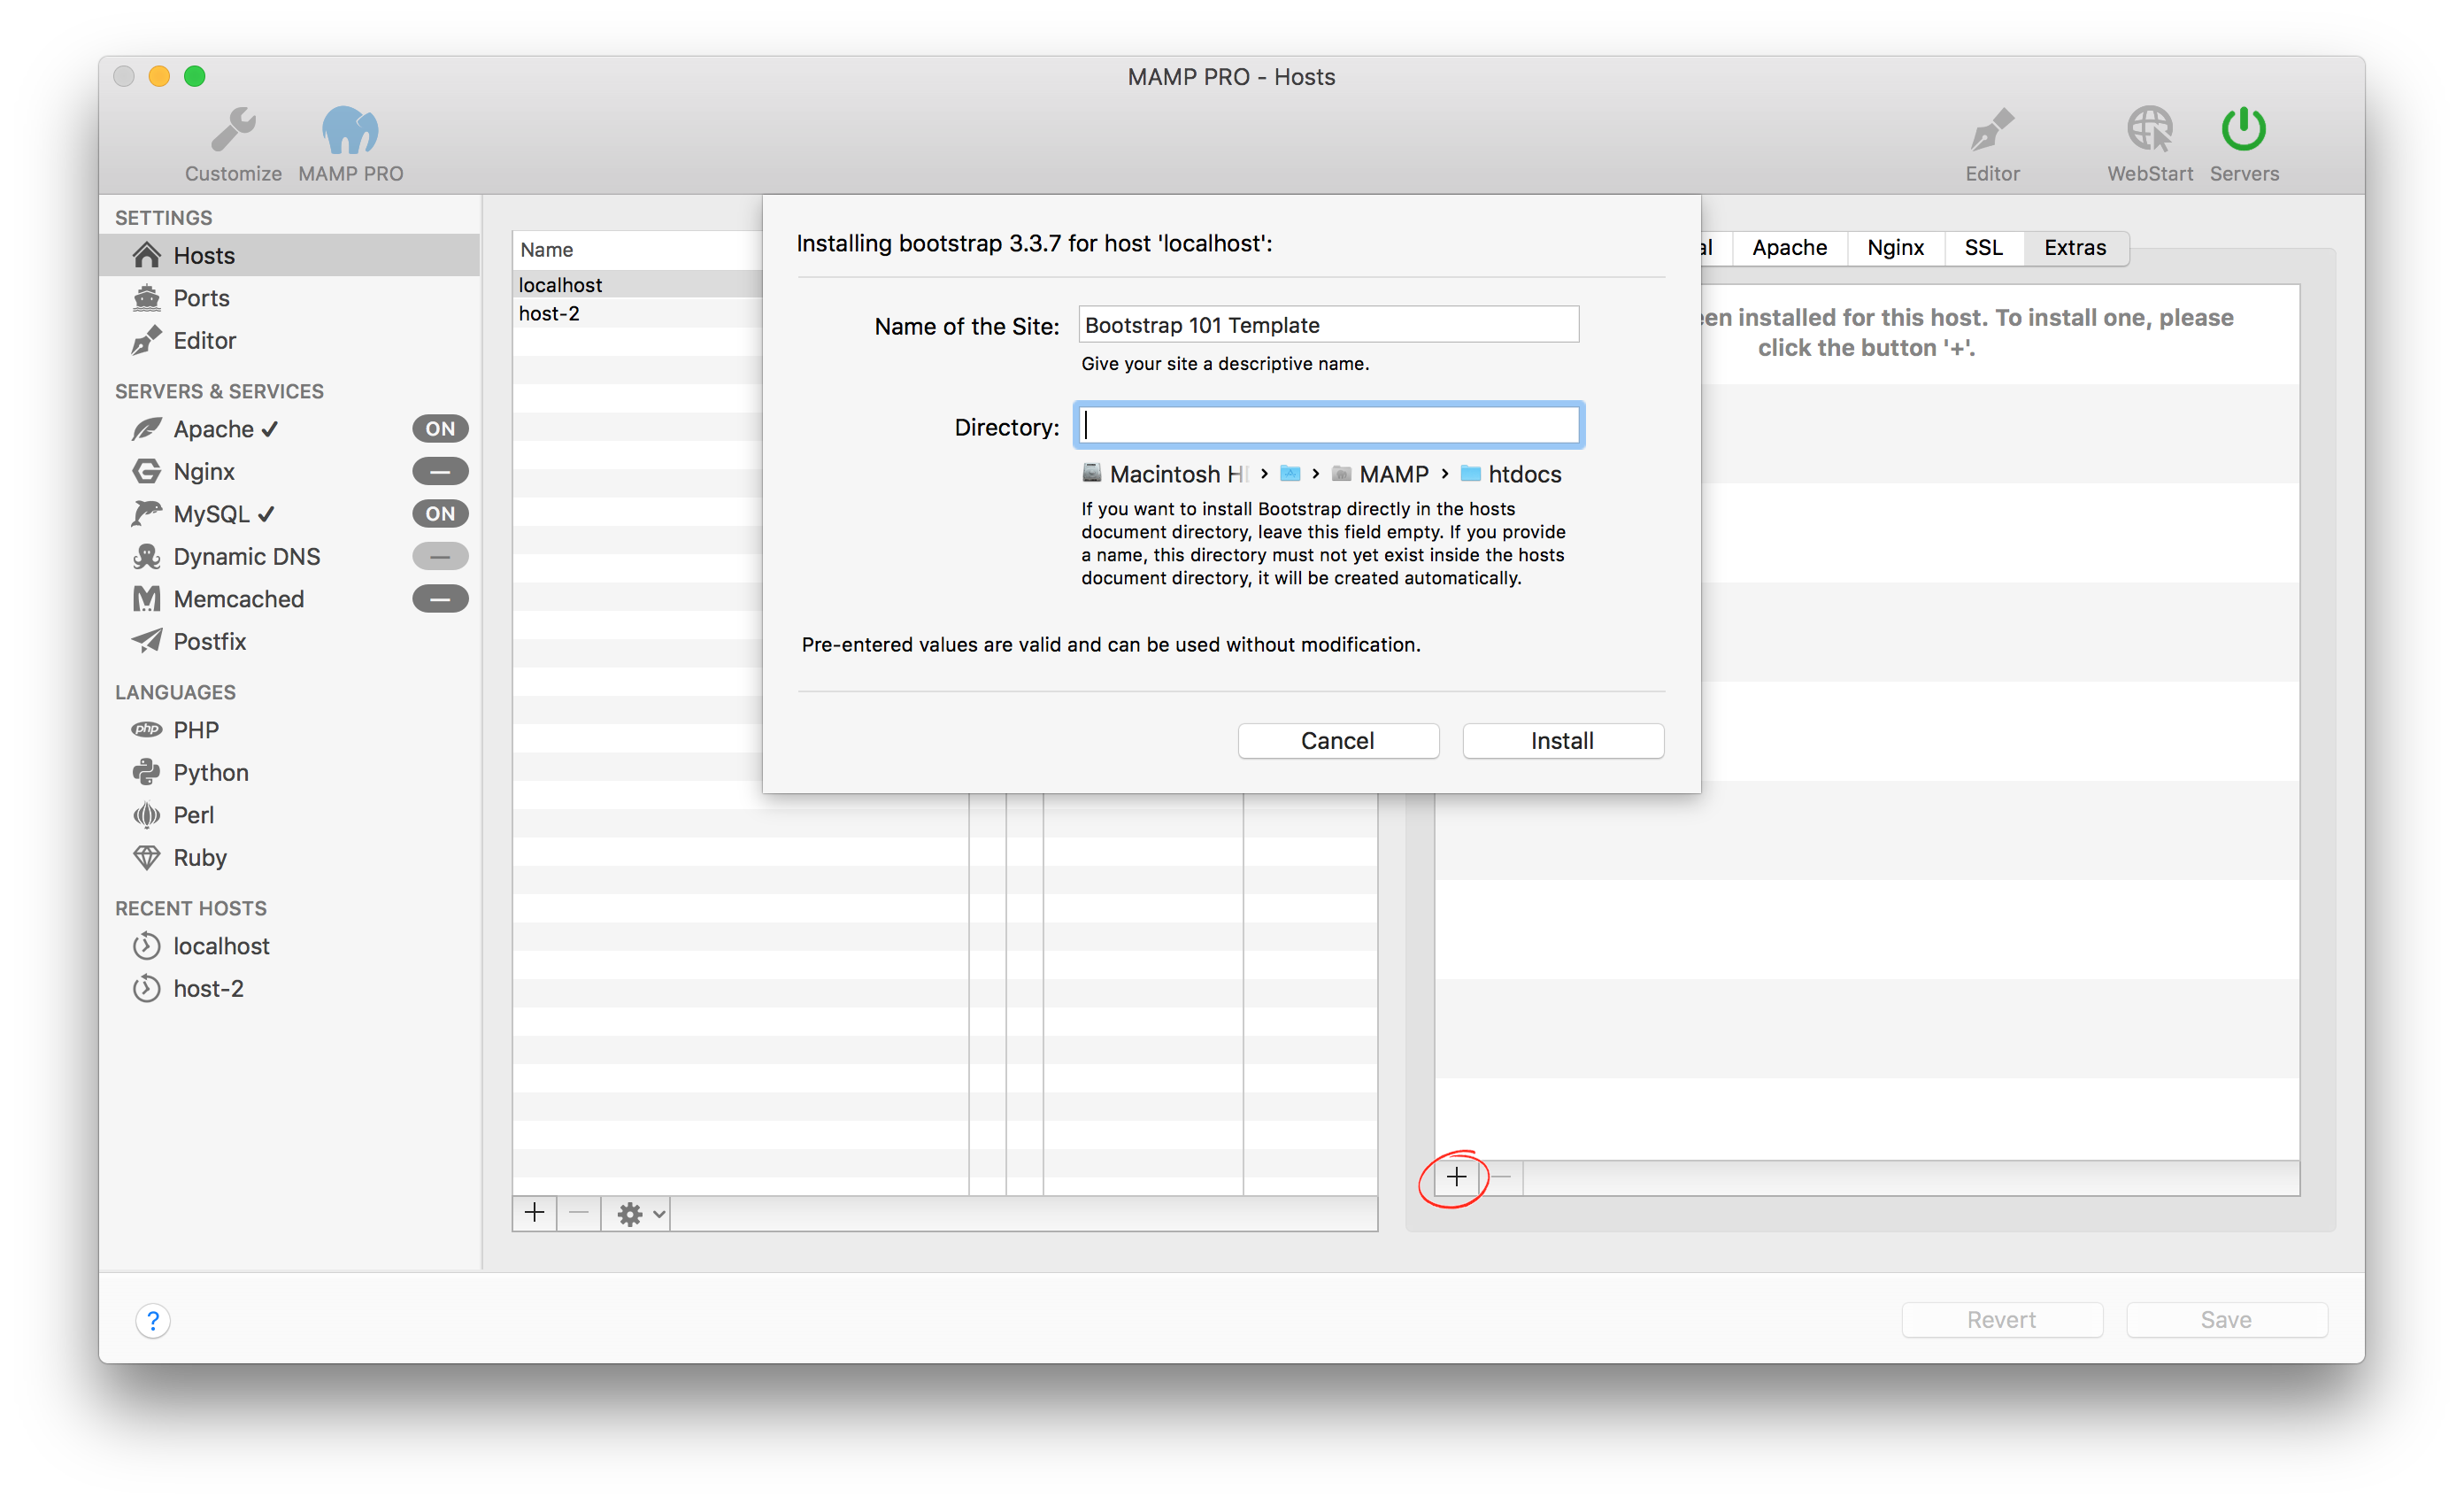 MAMP PRO - Hosts
Customize
MAMP PRO
Editor
WebStart
Servers
SETTINGS
Hosts
Ports
Editor
SERVERS & SERVICES
Apache ✓ ON
Nginx
MySQL ✓ ON
Dynamic DNS
Memcached
Postfix
LANGUAGES
php PHP
Python
Perl
Ruby
RECENT HOSTS
localhost
host-2
Name
localhost
host-2
Installing bootstrap 3.3.7 for host 'localhost':
Name of the Site: Bootstrap 101 Template
Give your site a descriptive name.
Directory:
Macintosh › › MAMP › htdocs
If you want to install Bootstrap directly in the hosts
document directory, leave this field empty. If you provide
a name, this directory must not yet exist inside the hosts
document directory, it will be created automatically.
Pre-entered values are valid and can be used without modification.
Cancel
Install
Apache
Nginx
SSL
Extras
installed for this host. To install one, please
click the button '+'.
?
Revert
Save